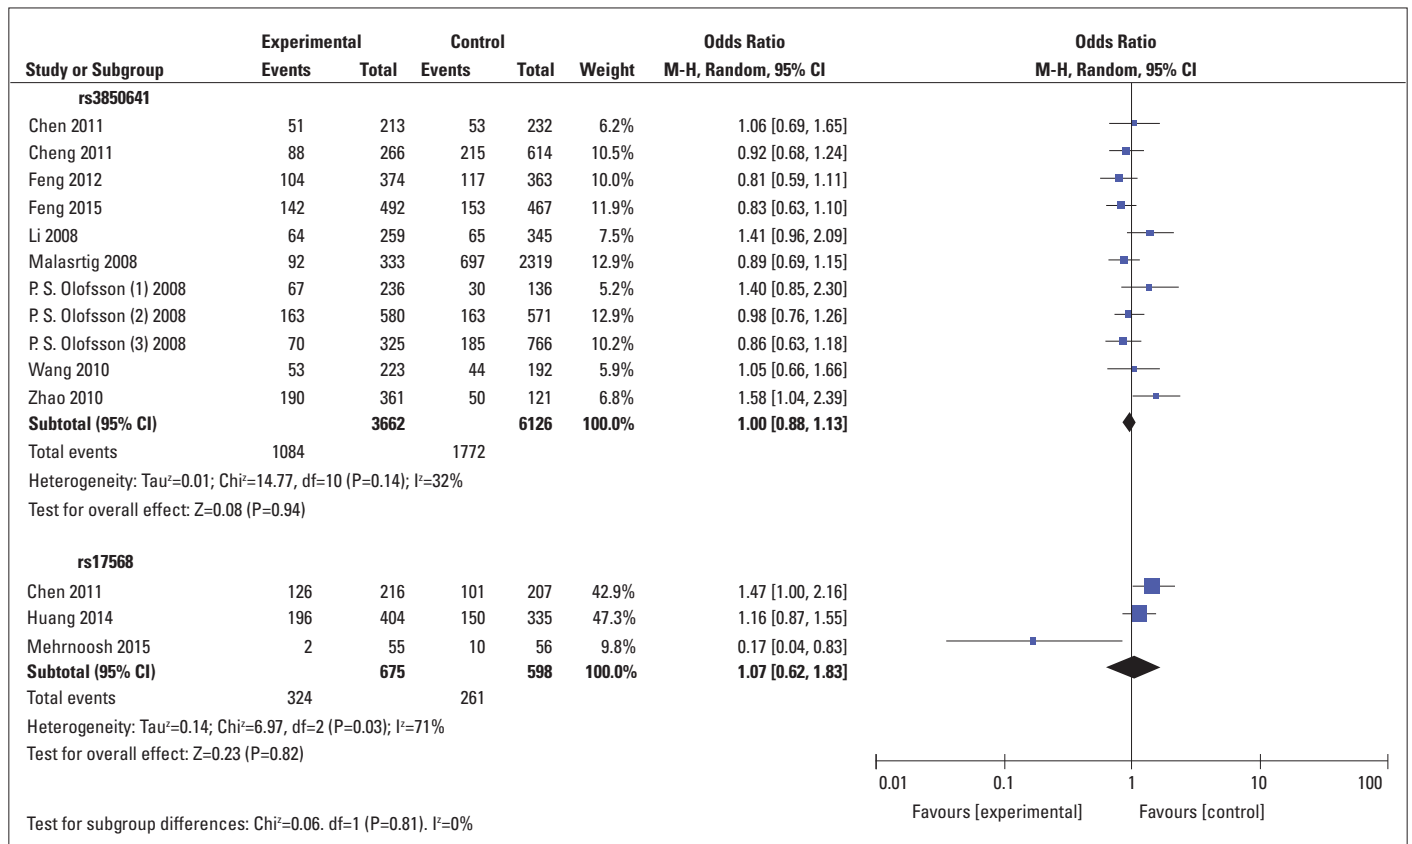 Experimental Control Odds Ratio Odds Ratio
Study or Subgroup Events Total Events Total Weight M-H, Random, 95% CI M-H, Random, 95% CI
rs3850641
Chen 2011 51 213 53 232 6.2% 1.06 [0.69, 1.65]
Cheng 2011 88 266 215 614 10.5% 0.92 [0.68, 1.24]
Feng 2012 104 374 117 363 10.0% 0.81 [0.59, 1.11]
Feng 2015 142 492 153 467 11.9% 0.83 [0.63, 1.10]
Li 2008 64 259 65 345 7.5% 1.41 [0.96, 2.09]
Malasrtig 2008 92 333 697 2319 12.9% 0.89 [0.69, 1.15]
P. S. Olofsson (1) 2008 67 236 30 136 5.2% 1.40 [0.85, 2.30]
P. S. Olofsson (2) 2008 163 580 163 571 12.9% 0.98 [0.76, 1.26]
P. S. Olofsson (3) 2008 70 325 185 766 10.2% 0.86 [0.63, 1.18]
Wang 2010 53 223 44 192 5.9% 1.05 [0.66, 1.66]
Zhao 2010 190 361 50 121 6.8% 1.58 [1.04, 2.39]
Subtotal (95% CI) 3662 6126 100.0% 1.00 [0.88, 1.13]
Total events 1084 1772
Heterogeneity: Tauᶻ=0.01; Chiᶻ=14.77, df=10 (P=0.14); Iᶻ=32%
Test for overall effect: Z=0.08 (P=0.94)
rs17568
Chen 2011 126 216 101 207 42.9% 1.47 [1.00, 2.16]
Huang 2014 196 404 150 335 47.3% 1.16 [0.87, 1.55]
Mehrnoosh 2015 2 55 10 56 9.8% 0.17 [0.04, 0.83]
Subtotal (95% CI) 675 598 100.0% 1.07 [0.62, 1.83]
Total events 324 261
Heterogeneity: Tauᶻ=0.14; Chiᶻ=6.97, df=2 (P=0.03); Iᶻ=71%
Test for overall effect: Z=0.23 (P=0.82)
0.01 0.1 1 10 100
Favours [experimental] Favours [control]
Test for subgroup differences: Chiᶻ=0.06. df=1 (P=0.81). Iᶻ=0%